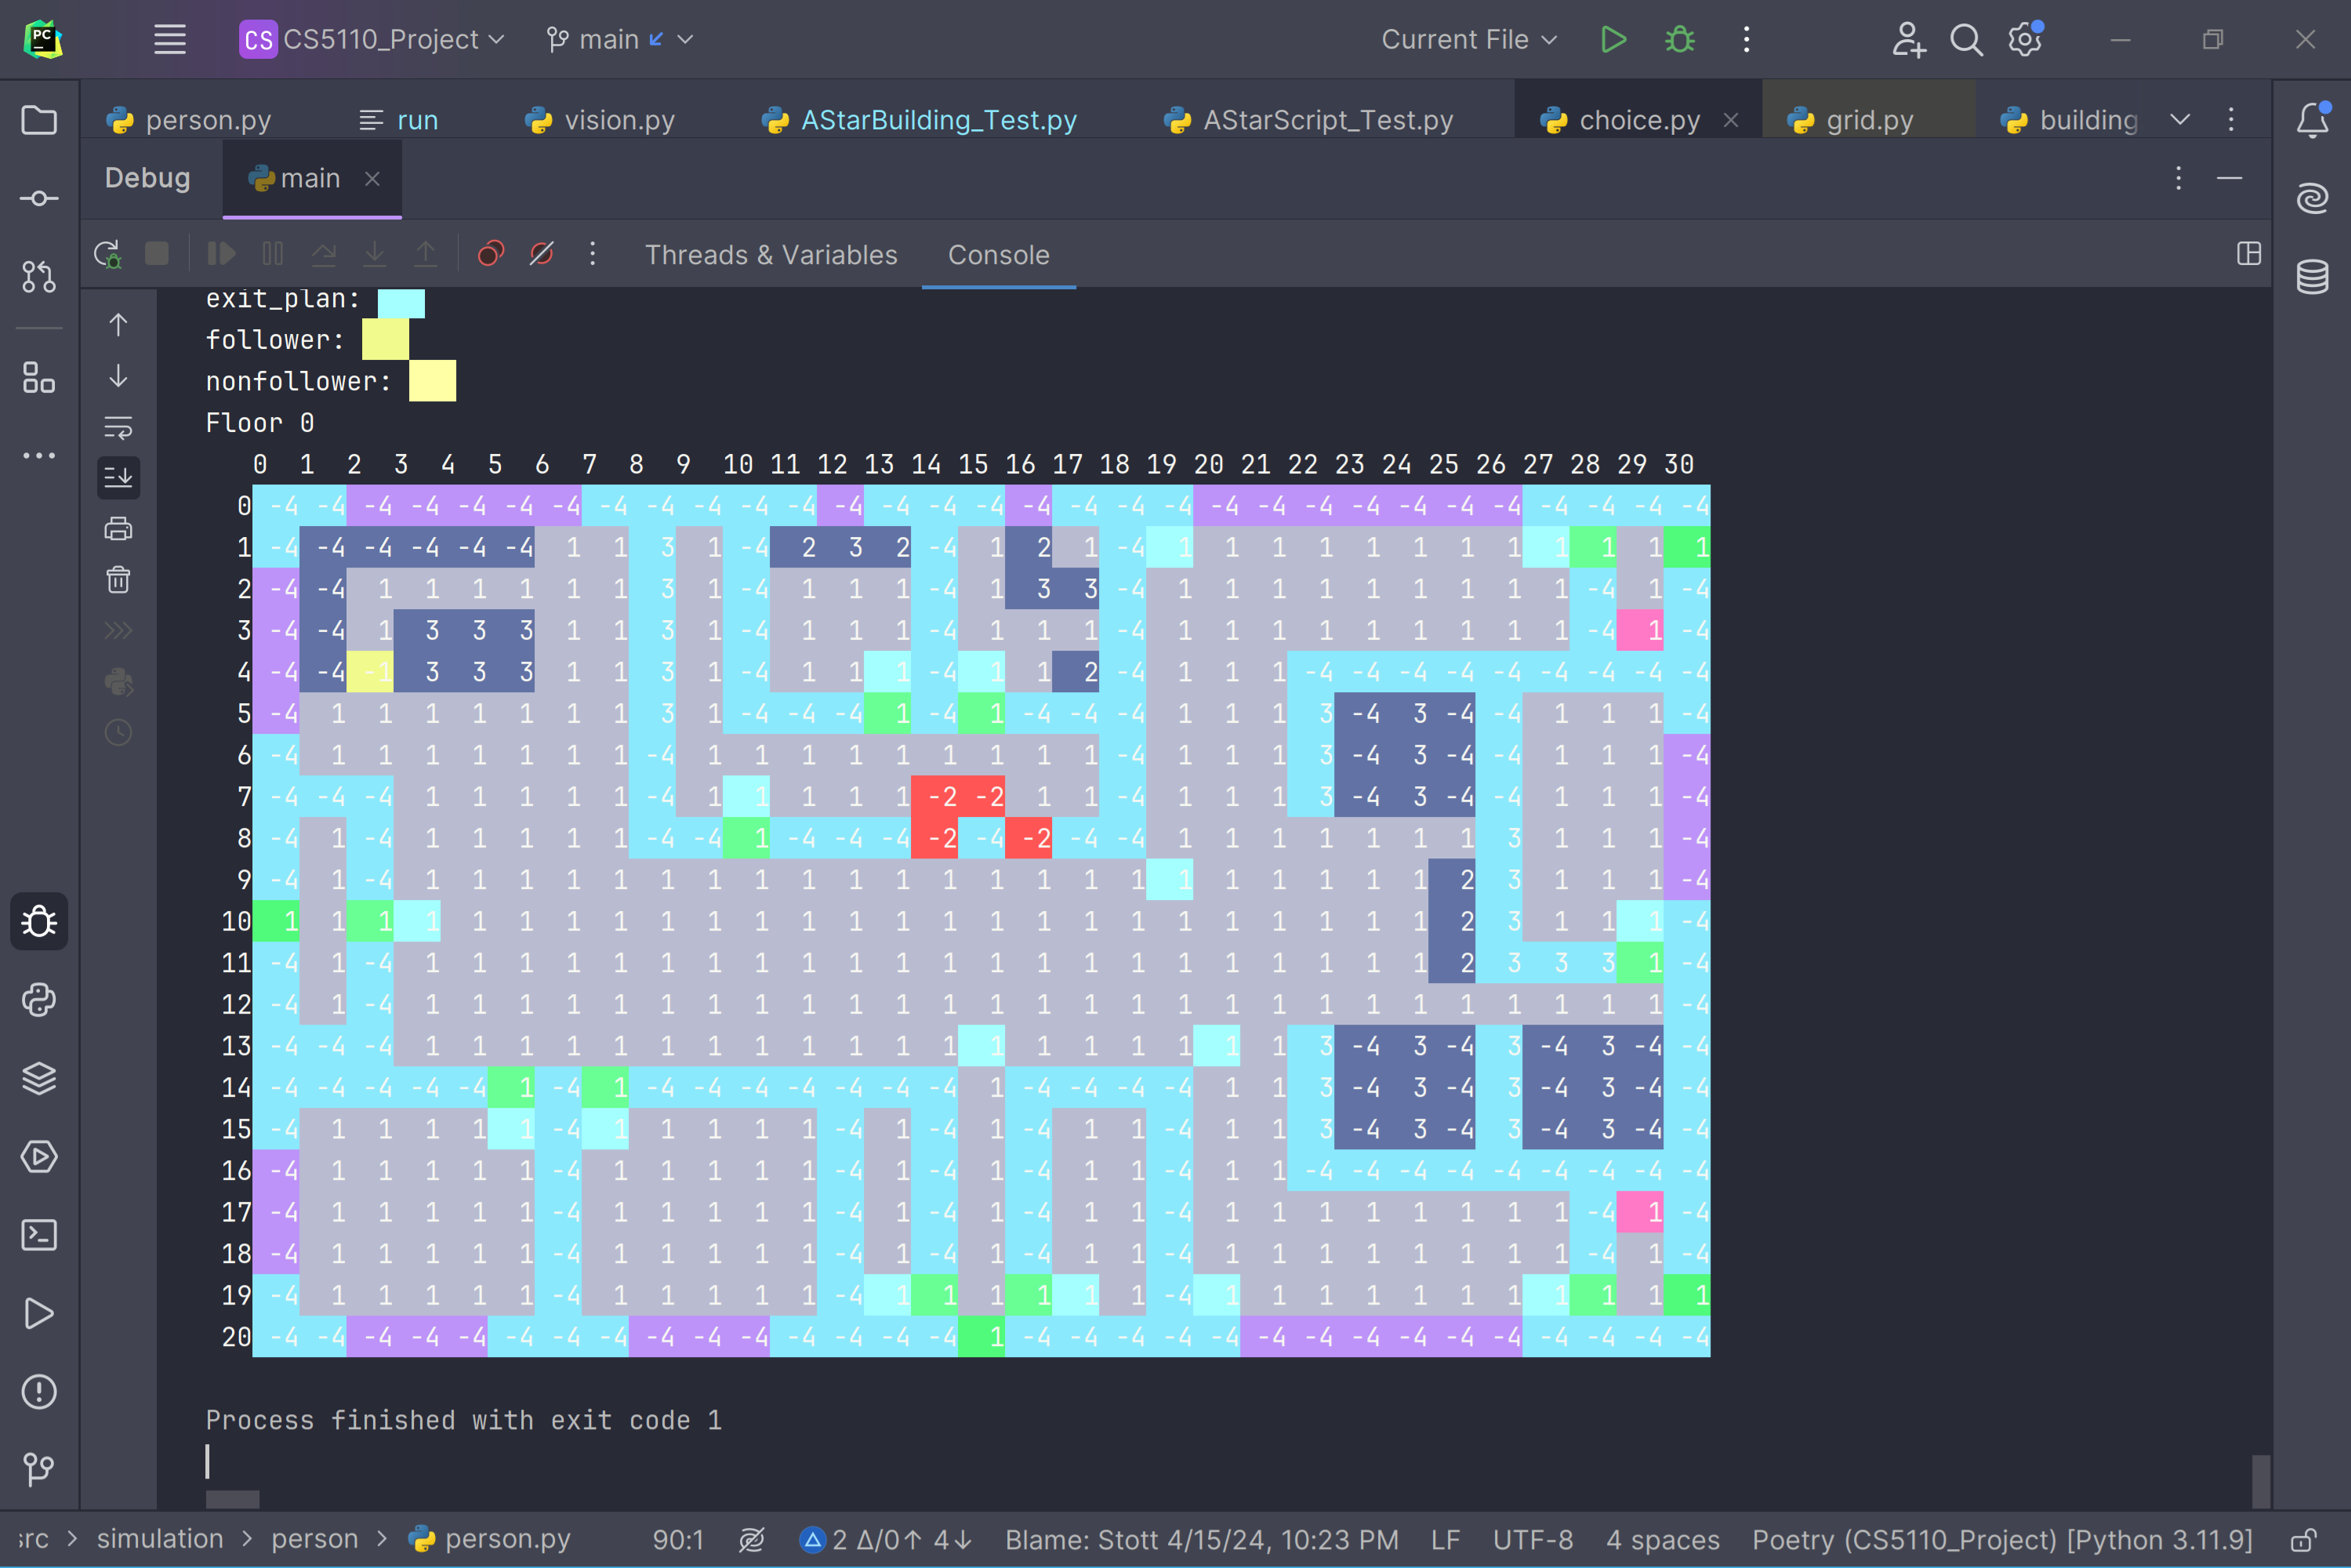 PC CS CS5110_Project main Current File
person.py run vision.py AStarBuilding_Test.py AStarScript_Test.py choice.py grid.py building
Debug main
Threads & Variables Console
exit_plan:
follower:
nonfollower:
Floor 0
0 1 2 3 4 5 6 7 8 9 10 11 12 13 14 15 16 17 18 19 20 21 22 23 24 25 26 27 28 29 30
0 -4 -4 -4 -4 -4 -4 -4 -4 -4 -4 -4 -4 -4 -4 -4 -4 -4 -4 -4 -4 -4 -4 -4 -4 -4 -4 -4 -4 -4 -4 -4
1 -4 -4 -4 -4 -4 -4 1 1 3 1 -4 2 3 2 -4 1 2 1 -4 1 1 1 1 1 1 1 1 1 1 1 1
2 -4 -4 1 1 1 1 1 1 3 1 -4 1 1 1 -4 1 3 3 -4 1 1 1 1 1 1 1 1 1 -4 1 -4
3 -4 -4 1 3 3 3 1 1 3 1 -4 1 1 1 -4 1 1 1 -4 1 1 1 1 1 1 1 1 1 -4 1 -4
4 -4 -4 -1 3 3 3 1 1 3 1 -4 1 1 1 -4 1 1 2 -4 1 1 1 -4 -4 -4 -4 -4 -4 -4 -4 -4
5 -4 1 1 1 1 1 1 1 3 1 -4 -4 -4 1 -4 1 -4 -4 -4 1 1 1 3 -4 3 -4 -4 1 1 1 -4
6 -4 1 1 1 1 1 1 1 -4 1 1 1 1 1 1 1 1 1 -4 1 1 1 3 -4 3 -4 -4 1 1 1 -4
7 -4 -4 -4 1 1 1 1 1 -4 1 1 1 1 1 -2 -2 1 1 -4 1 1 1 3 -4 3 -4 -4 1 1 1 -4
8 -4 1 -4 1 1 1 1 1 -4 -4 1 -4 -4 -4 -2 -4 -2 -4 -4 1 1 1 1 1 1 1 3 1 1 1 -4
9 -4 1 -4 1 1 1 1 1 1 1 1 1 1 1 1 1 1 1 1 1 1 1 1 1 1 2 3 1 1 1 -4
10 1 1 1 1 1 1 1 1 1 1 1 1 1 1 1 1 1 1 1 1 1 1 1 1 1 2 3 1 1 1 -4
11 -4 1 -4 1 1 1 1 1 1 1 1 1 1 1 1 1 1 1 1 1 1 1 1 1 1 2 3 3 3 1 -4
12 -4 1 -4 1 1 1 1 1 1 1 1 1 1 1 1 1 1 1 1 1 1 1 1 1 1 1 1 1 1 1 -4
13 -4 -4 -4 1 1 1 1 1 1 1 1 1 1 1 1 1 1 1 1 1 1 1 3 -4 3 -4 3 -4 3 -4 -4
14 -4 -4 -4 -4 -4 1 -4 1 -4 -4 -4 -4 -4 -4 -4 1 -4 -4 -4 -4 1 1 3 -4 3 -4 3 -4 3 -4 -4
15 -4 1 1 1 1 1 -4 1 1 1 1 1 -4 1 -4 1 -4 1 1 -4 1 1 3 -4 3 -4 3 -4 3 -4 -4
16 -4 1 1 1 1 1 -4 1 1 1 1 1 -4 1 -4 1 -4 1 1 -4 1 1 -4 -4 -4 -4 -4 -4 -4 -4 -4
17 -4 1 1 1 1 1 -4 1 1 1 1 1 -4 1 -4 1 -4 1 1 -4 1 1 1 1 1 1 1 1 -4 1 -4
18 -4 1 1 1 1 1 -4 1 1 1 1 1 -4 1 -4 1 -4 1 1 -4 1 1 1 1 1 1 1 1 -4 1 -4
19 -4 1 1 1 1 1 -4 1 1 1 1 1 -4 1 1 1 1 1 1 -4 1 1 1 1 1 1 1 1 1 1 1
20 -4 -4 -4 -4 -4 -4 -4 -4 -4 -4 -4 -4 -4 -4 -4 1 -4 -4 -4 -4 -4 -4 -4 -4 -4 -4 -4 -4 -4 -4 -4
Process finished with exit code 1
src > simulation > person > person.py 90:1 2 Δ/0↑ 4↓ Blame: Stott 4/15/24, 10:23 PM LF UTF-8 4 spaces Poetry (CS5110_Project) [Python 3.11.9]